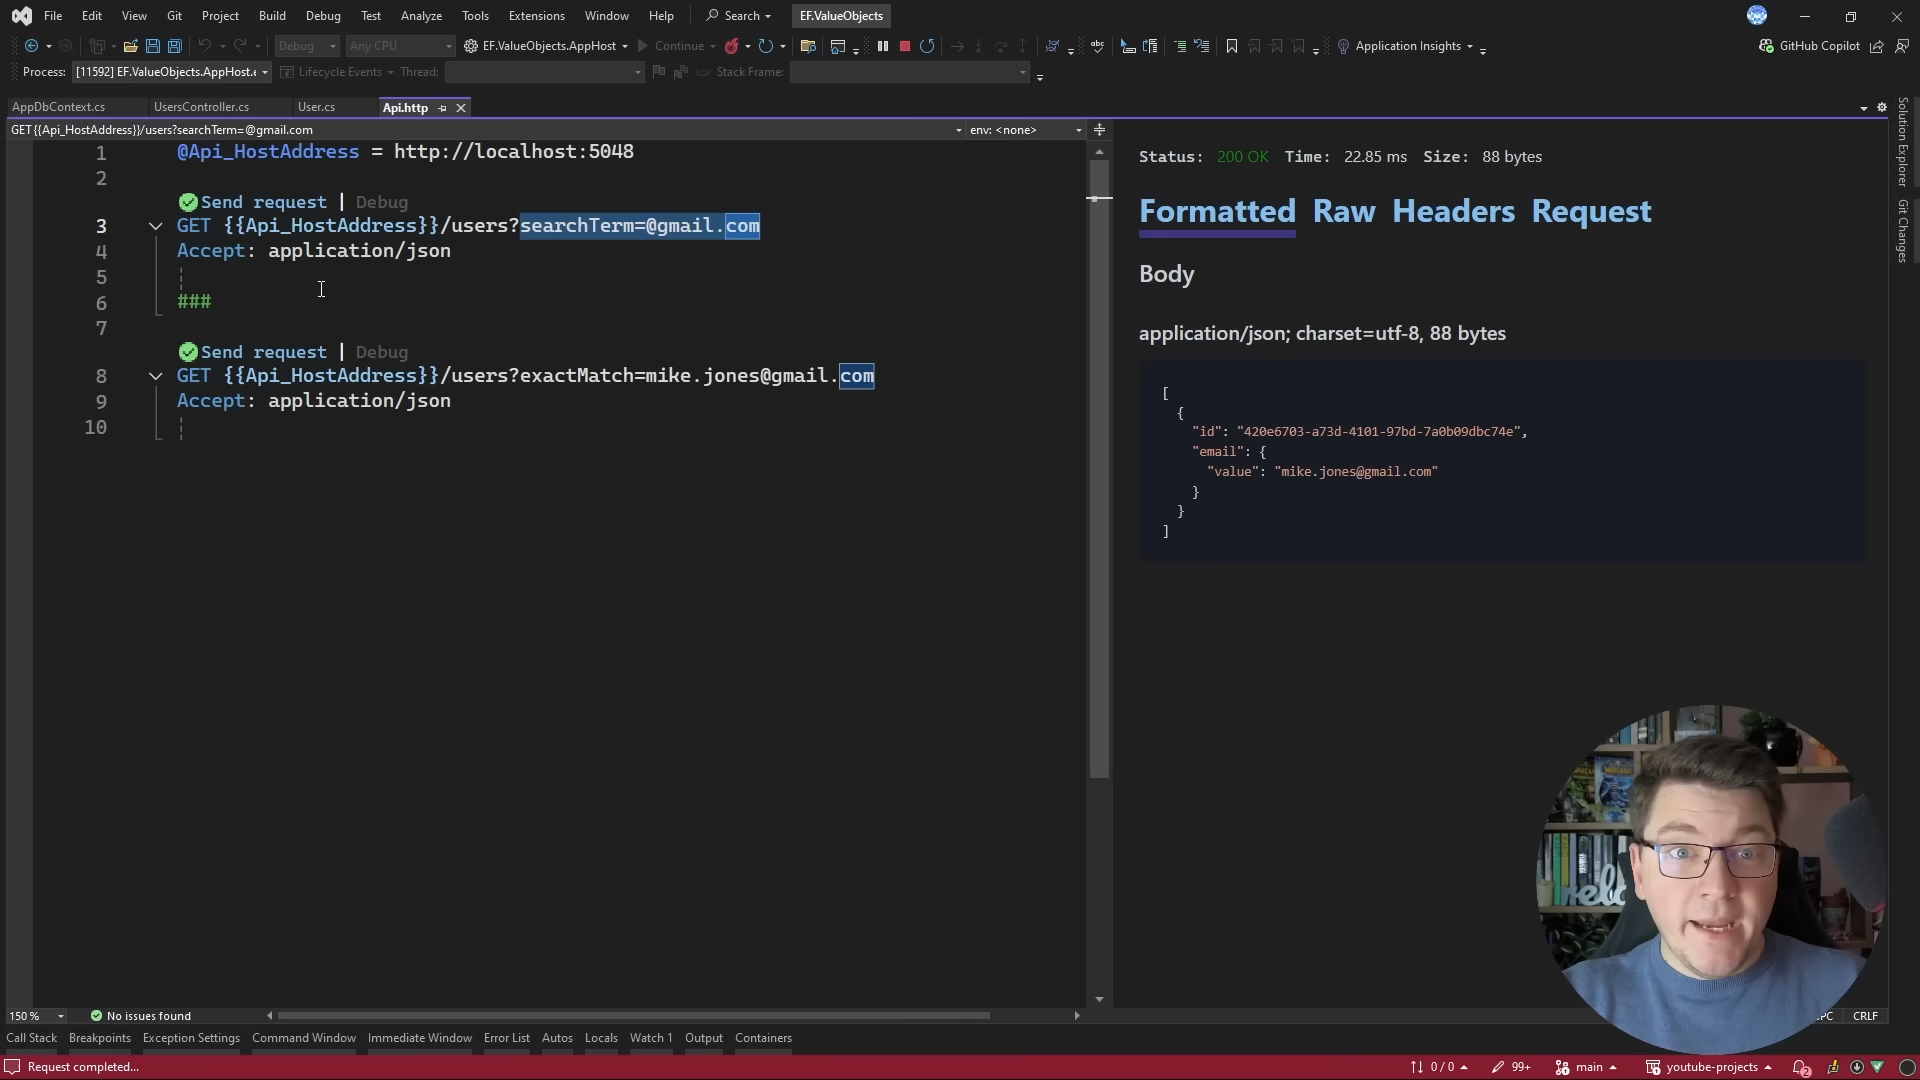 File Edit View Git Project Build Debug Test Analyze Tools Extensions Window Help Search EF.ValueObjects
Debug Any CPU EF.ValueObjects.AppHost Continue Application Insights GitHub Copilot
Process: [11592] EF.ValueObjects.AppHost.e Lifecycle Events Thread: Stack Frame:
AppDbContext.cs UsersController.cs User.cs Api.http
GET {{Api_HostAddress}}/users?searchTerm=@gmail.com env: <none>
1 @Api_HostAddress = http://localhost:5048
2
Send request | Debug
3 GET {{Api_HostAddress}}/users?searchTerm=@gmail.com
4 Accept: application/json
5
6 ###
7
Send request | Debug
8 GET {{Api_HostAddress}}/users?exactMatch=mike.jones@gmail.com
9 Accept: application/json
10
Status: 200 OK Time: 22.85 ms Size: 88 bytes
Formatted Raw Headers Request
Body
application/json; charset=utf-8, 88 bytes
[
{
"id": "420e6703-a73d-4101-97bd-7a0b09dbc74e",
"email": {
"value": "mike.jones@gmail.com"
}
}
]
Solution Explorer
Git Changes
150 % No issues found CRLF
Call Stack Breakpoints Exception Settings Command Window Immediate Window Error List Autos Locals Watch 1 Output Containers
Request completed... 0 / 0 99+ main youtube-projects 2